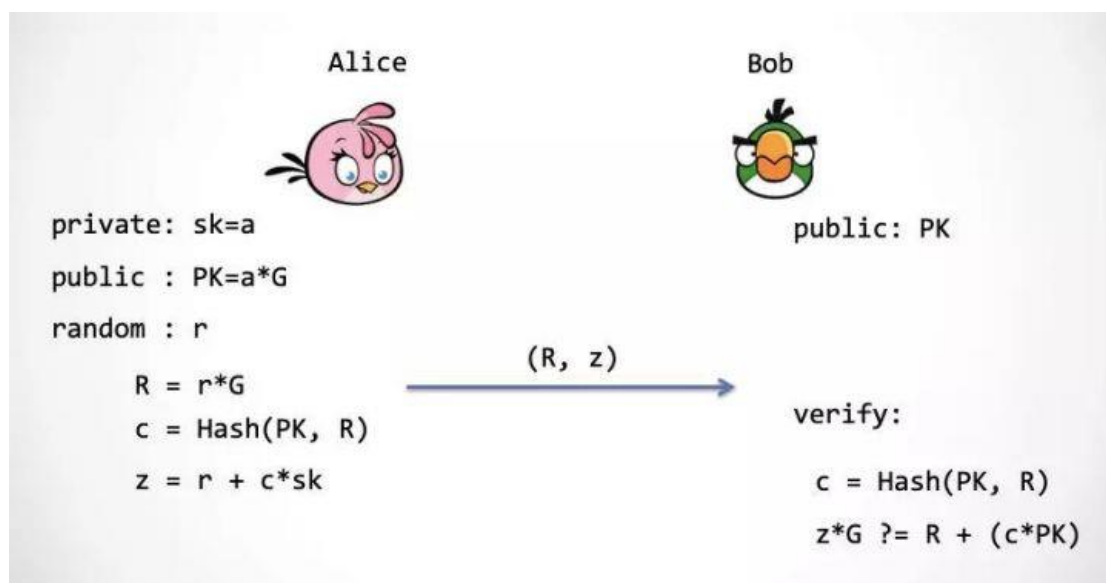 Alice
Bob
private: sk=a
public : PK=a*G
random : r
R = r*G
c = Hash(PK, R)
z = r + c*sk
(R, z)
public: PK
verify:
c = Hash(PK, R)
z*G ?= R + (c*PK)